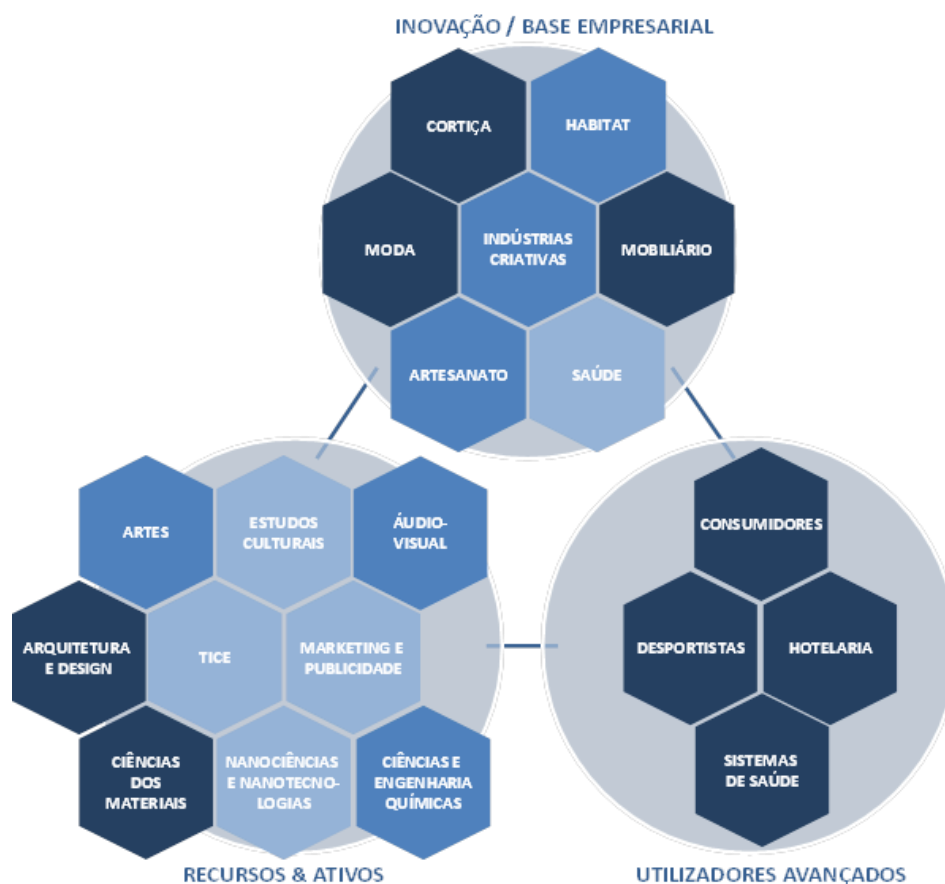 INOVAÇÃO / BASE EMPRESARIAL
CORTIÇA
HABITAT
MODA
INDÚSTRIAS
CRIATIVAS
MOBILIÁRIO
ARTESANATO
SAÚDE
ARTES
ESTUDOS
CULTURAIS
ÁUDIO-
VISUAL
ARQUITETURA
E DESIGN
TICE
MARKETING E
PUBLICIDADE
CIÊNCIAS
DOS
MATERIAIS
NANOCIÊNCIAS
E NANOTECNO-
LOGIAS
CIÊNCIAS E
ENGENHARIA
QUÍMICAS
RECURSOS & ATIVOS
CONSUMIDORES
DESPORTISTAS
HOTELARIA
SISTEMAS
DE SAÚDE
UTILIZADORES AVANÇADOS